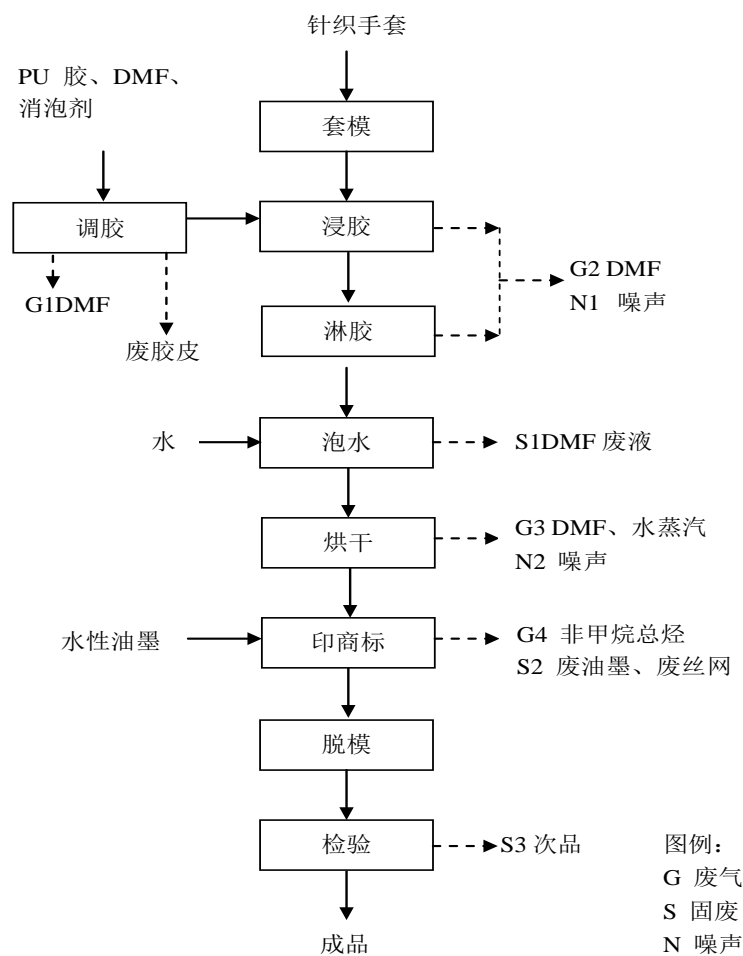 针织手套
PU 胶、DMF、
消泡剂
套模
调胶
浸胶
G1DMF
废胶皮
淋胶
G2 DMF
N1 噪声
水
泡水
S1DMF 废液
烘干
G3 DMF、水蒸汽
N2 噪声
水性油墨
印商标
G4 非甲烷总烃
S2 废油墨、废丝网
脱模
检验
S3 次品
成品
图例：
G 废气
S 固废
N 噪声